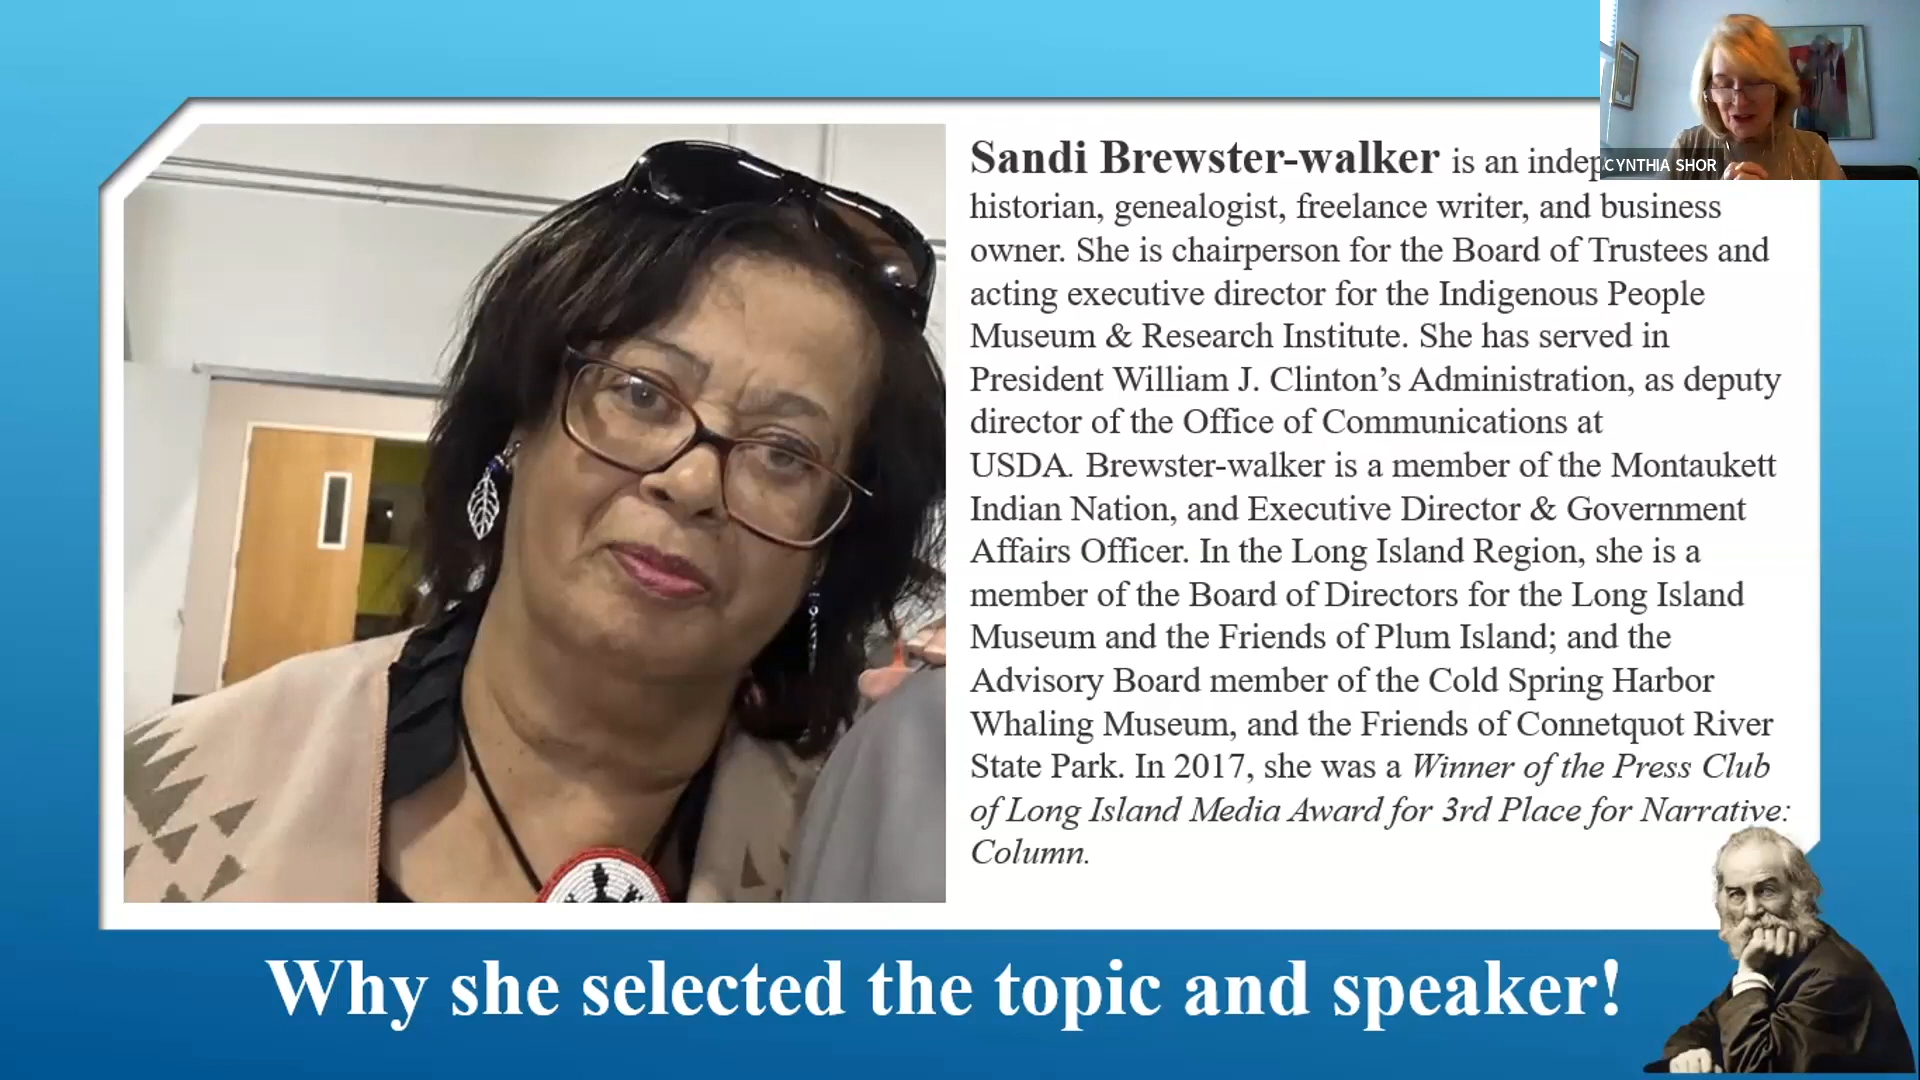 Sandi Brewster-walker is an
CYNTHIA SHOR
historian, genealogist, freelance writer, and business
owner. She is chairperson for the Board of Trustees and
acting executive director for the Indigenous People
Museum & Research Institute. She has served in
President William J. Clinton’s Administration, as deputy
director of the Office of Communications at
USDA. Brewster-walker is a member of the Montaukett
Indian Nation, and Executive Director & Government
Affairs Officer. In the Long Island Region, she is a
member of the Board of Directors for the Long Island
Museum and the Friends of Plum Island; and the
Advisory Board member of the Cold Spring Harbor
Whaling Museum, and the Friends of Connetquot River
State Park. In 2017, she was a Winner of the Press Club
of Long Island Media Award for 3rd Place for Narrative:
Column.
Why she selected the topic and speaker!